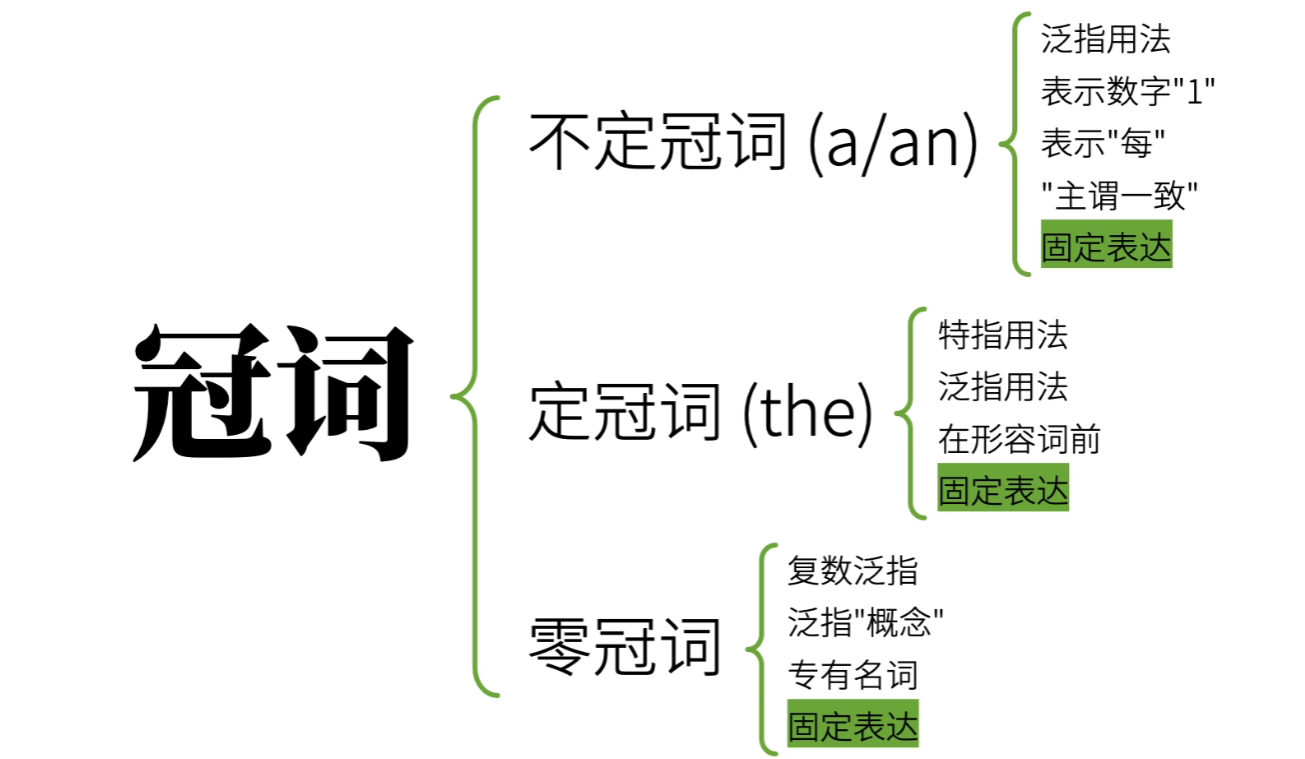 冠词
不定冠词 (a/an)
泛指用法
表示数字"1"
表示"每"
"主谓一致"
固定表达
定冠词 (the)
特指用法
泛指用法
在形容词前
固定表达
零冠词
复数泛指
泛指"概念"
专有名词
固定表达